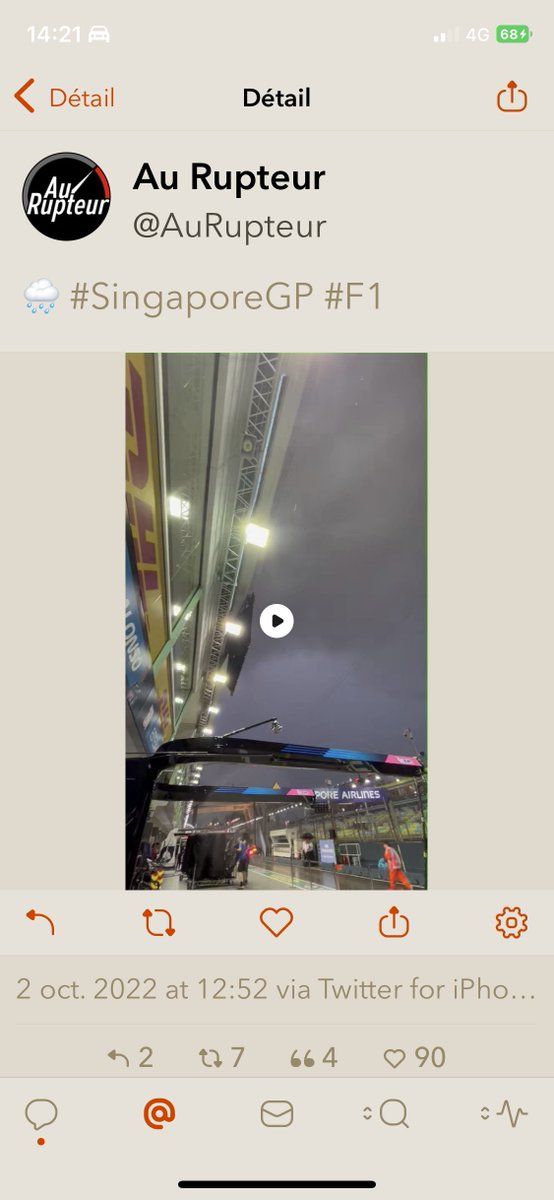 14:21
4G 68
Détail
Détail
Au
Rupteur
Au Rupteur
@AuRupteur
#SingaporeGP #F1
PORE AIRLINES
2 oct. 2022 at 12:52 via Twitter for iPho…
2
7
4
90